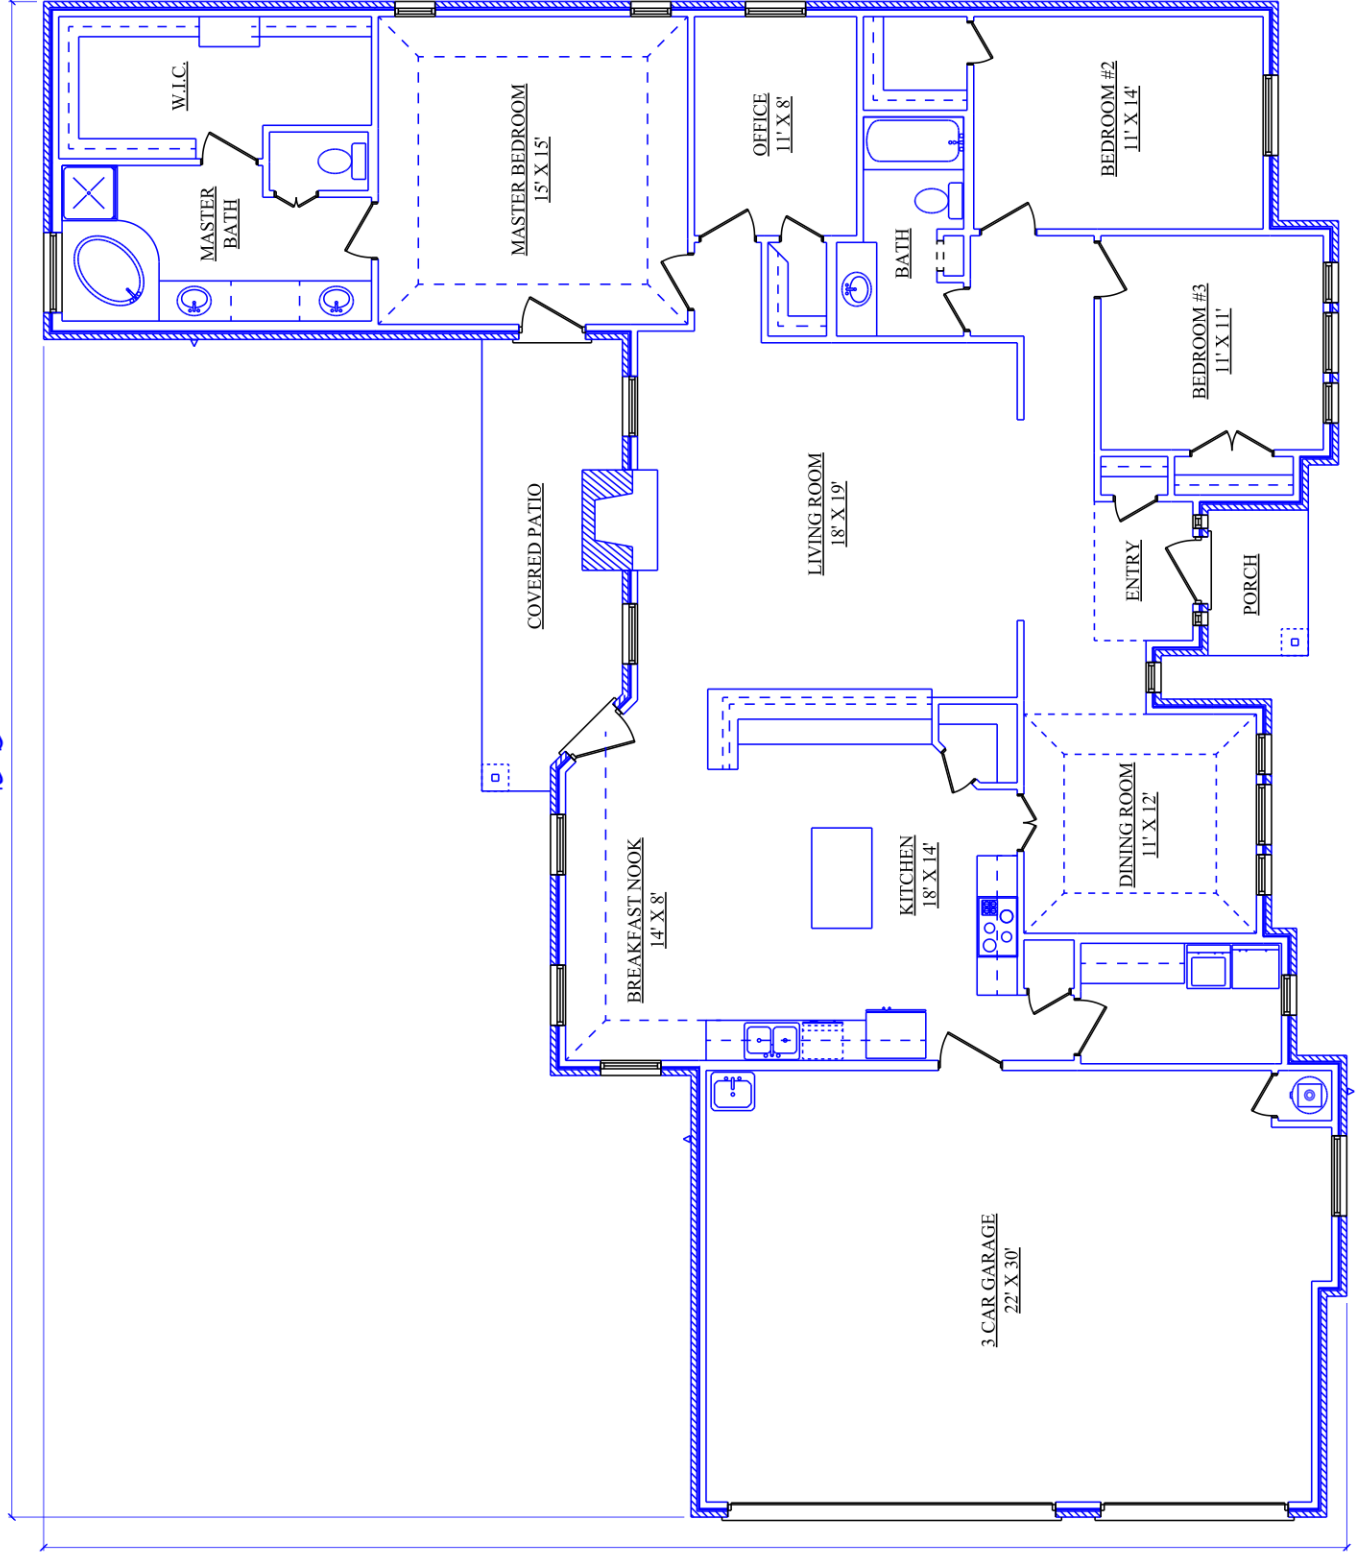 W.I.C.
MASTER
BATH
MASTER BEDROOM
15' X 15'
OFFICE
11' X 8'
BATH
BEDROOM #2
11' X 14'
BEDROOM #3
11' X 11'
COVERED PATIO
LIVING ROOM
18' X 19'
ENTRY
PORCH
BREAKFAST NOOK
14' X 8'
KITCHEN
18' X 14'
DINING ROOM
11' X 12'
3 CAR GARAGE
22' X 30'